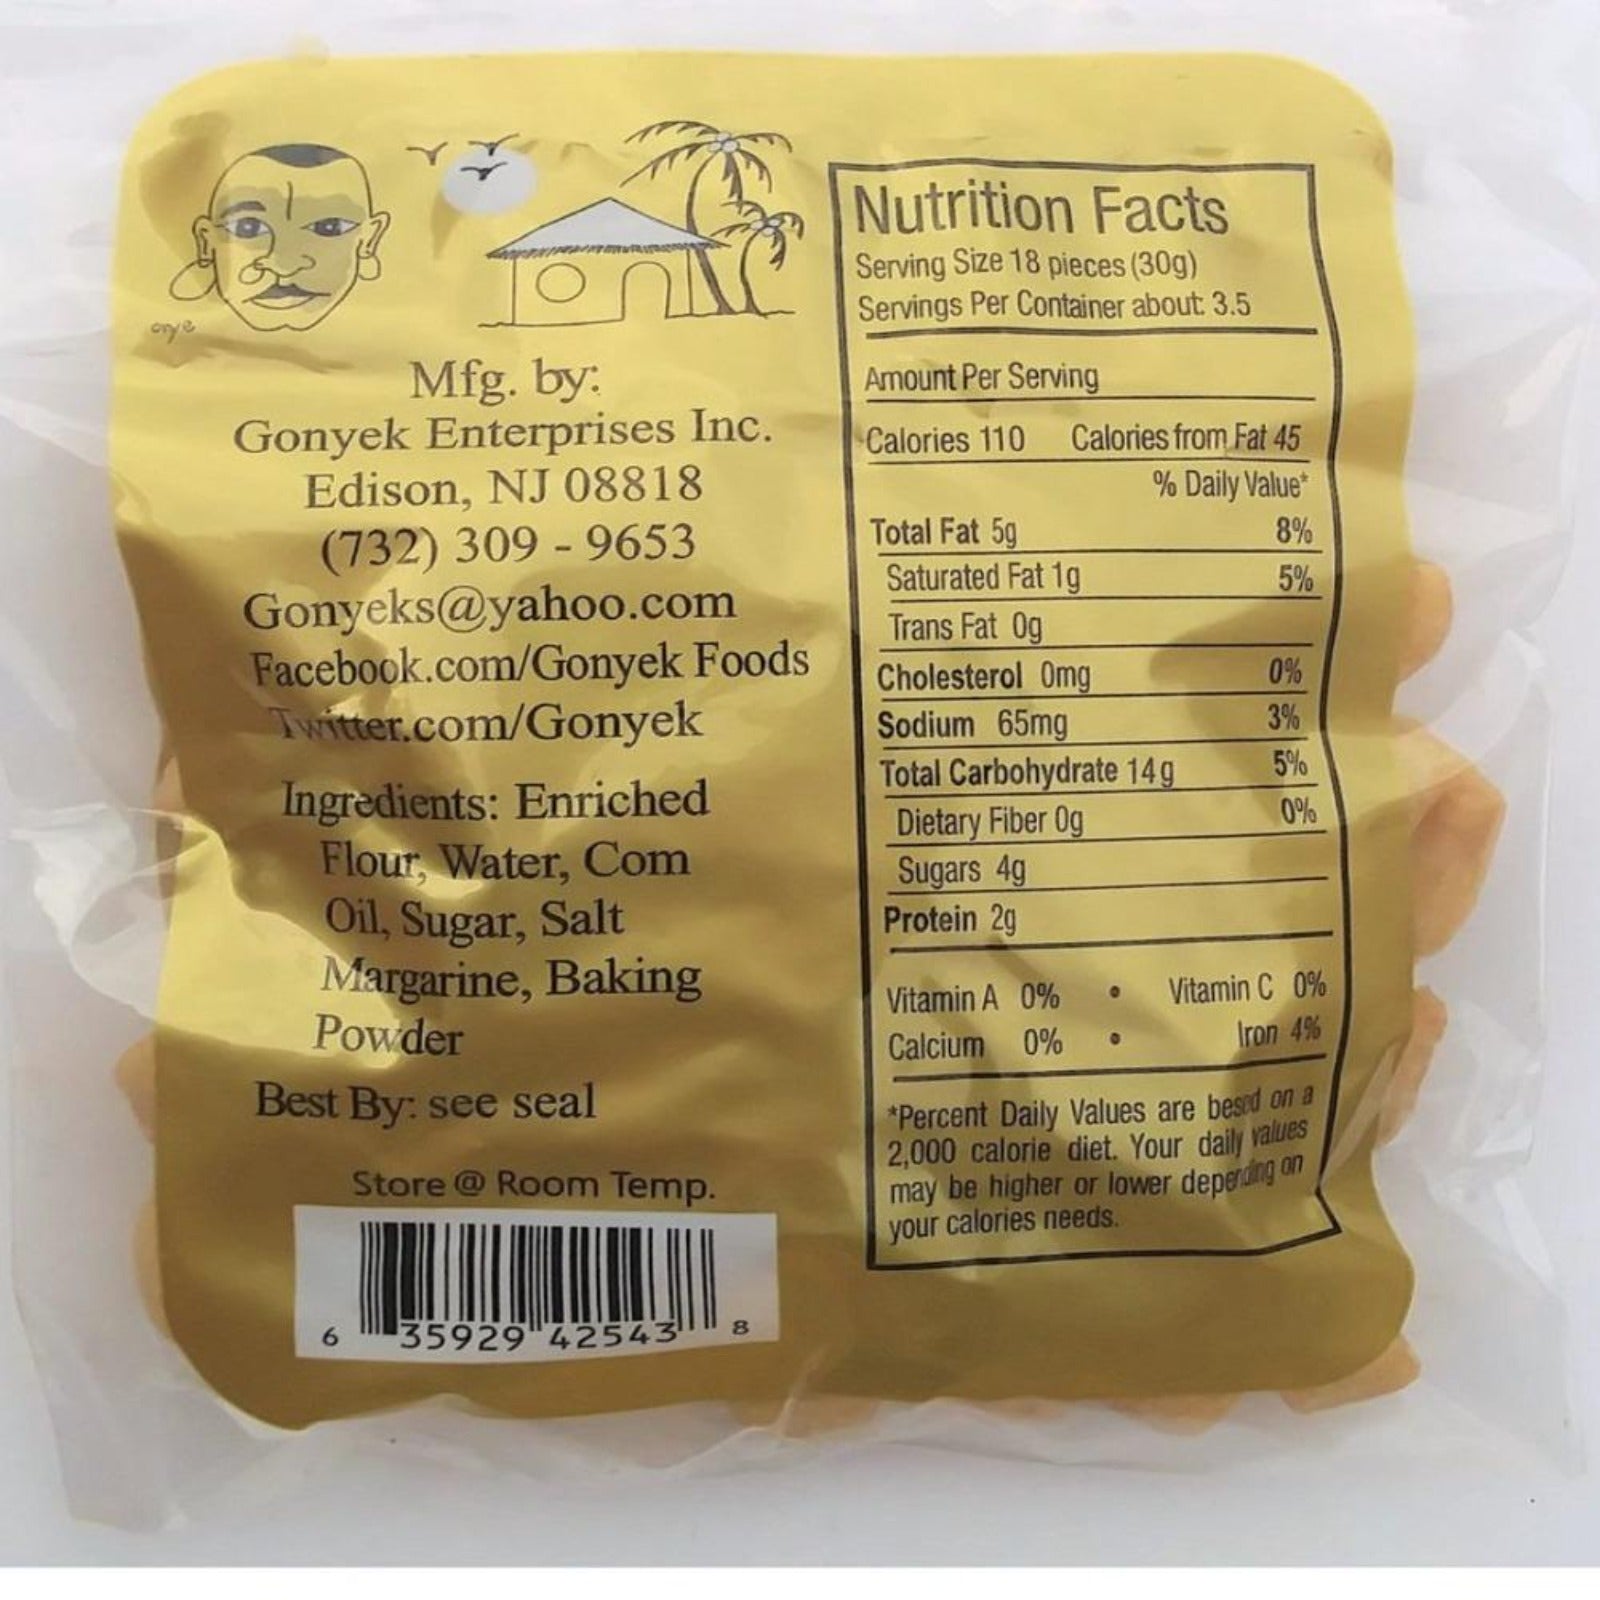 onye
Mfg. by:
Gonyek Enterprises Inc.
Edison, NJ 08818
(732) 309 - 9653
Gonyeks@yahoo.com
Facebook.com/Gonyek Foods
Twitter.com/Gonyek
Ingredients: Enriched
Flour, Water, Corn
Oil, Sugar, Salt
Margarine, Baking
Powder
Best By: see seal
Store @ Room Temp.
6 35929 42543 8
Nutrition Facts
Serving Size 18 pieces (30g)
Servings Per Container about: 3.5
Amount Per Serving
Calories 110 Calories from Fat 45
% Daily Value*
Total Fat 5g 8%
Saturated Fat 1g 5%
Trans Fat 0g
Cholesterol 0mg 0%
Sodium 65mg 3%
Total Carbohydrate 14g 5%
Dietary Fiber 0g 0%
Sugars 4g
Protein 2g
Vitamin A 0% • Vitamin C 0%
Calcium 0% • Iron 4%
*Percent Daily Values are besed on a
2,000 calorie diet. Your daily values
may be higher or lower depending on
your calories needs.